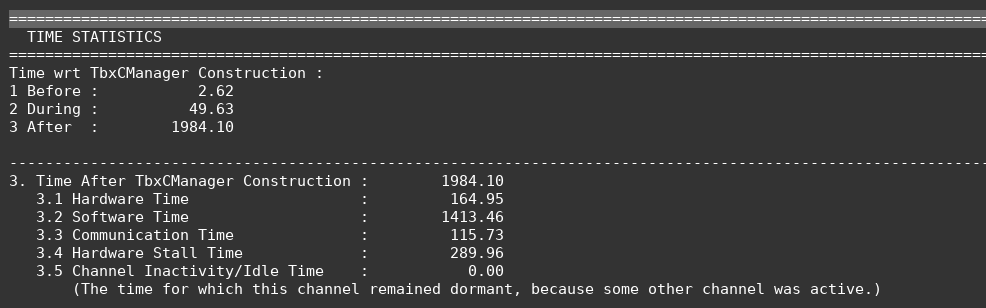 =============================================================================================================
  TIME STATISTICS
=============================================================================================================
Time wrt TbxCManager Construction :
1 Before :           2.62
2 During :          49.63
3 After  :        1984.10
-------------------------------------------------------------------------------------------------------------
3. Time After TbxCManager Construction :        1984.10
   3.1 Hardware Time                   :         164.95
   3.2 Software Time                   :        1413.46
   3.3 Communication Time              :         115.73
   3.4 Hardware Stall Time             :         289.96
   3.5 Channel Inactivity/Idle Time    :           0.00
       (The time for which this channel remained dormant, because some other channel was active.)